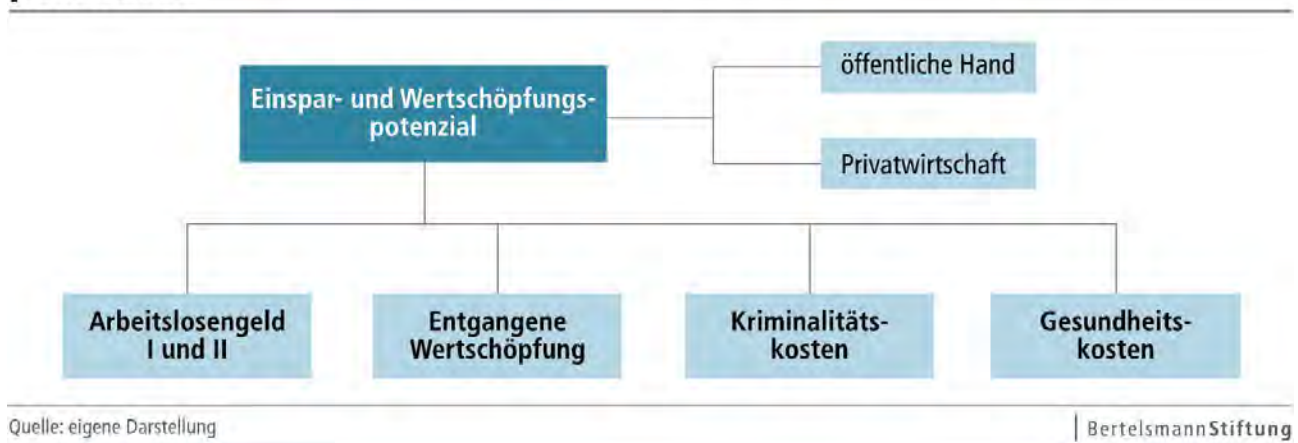 Einspar- und Wertschöpfungs-
potenzial
öffentliche Hand
Privatwirtschaft
Arbeitslosengeld
I und II
Entgangene
Wertschöpfung
Kriminalitäts-
kosten
Gesundheits-
kosten
Quelle: eigene Darstellung
BertelsmannStiftung